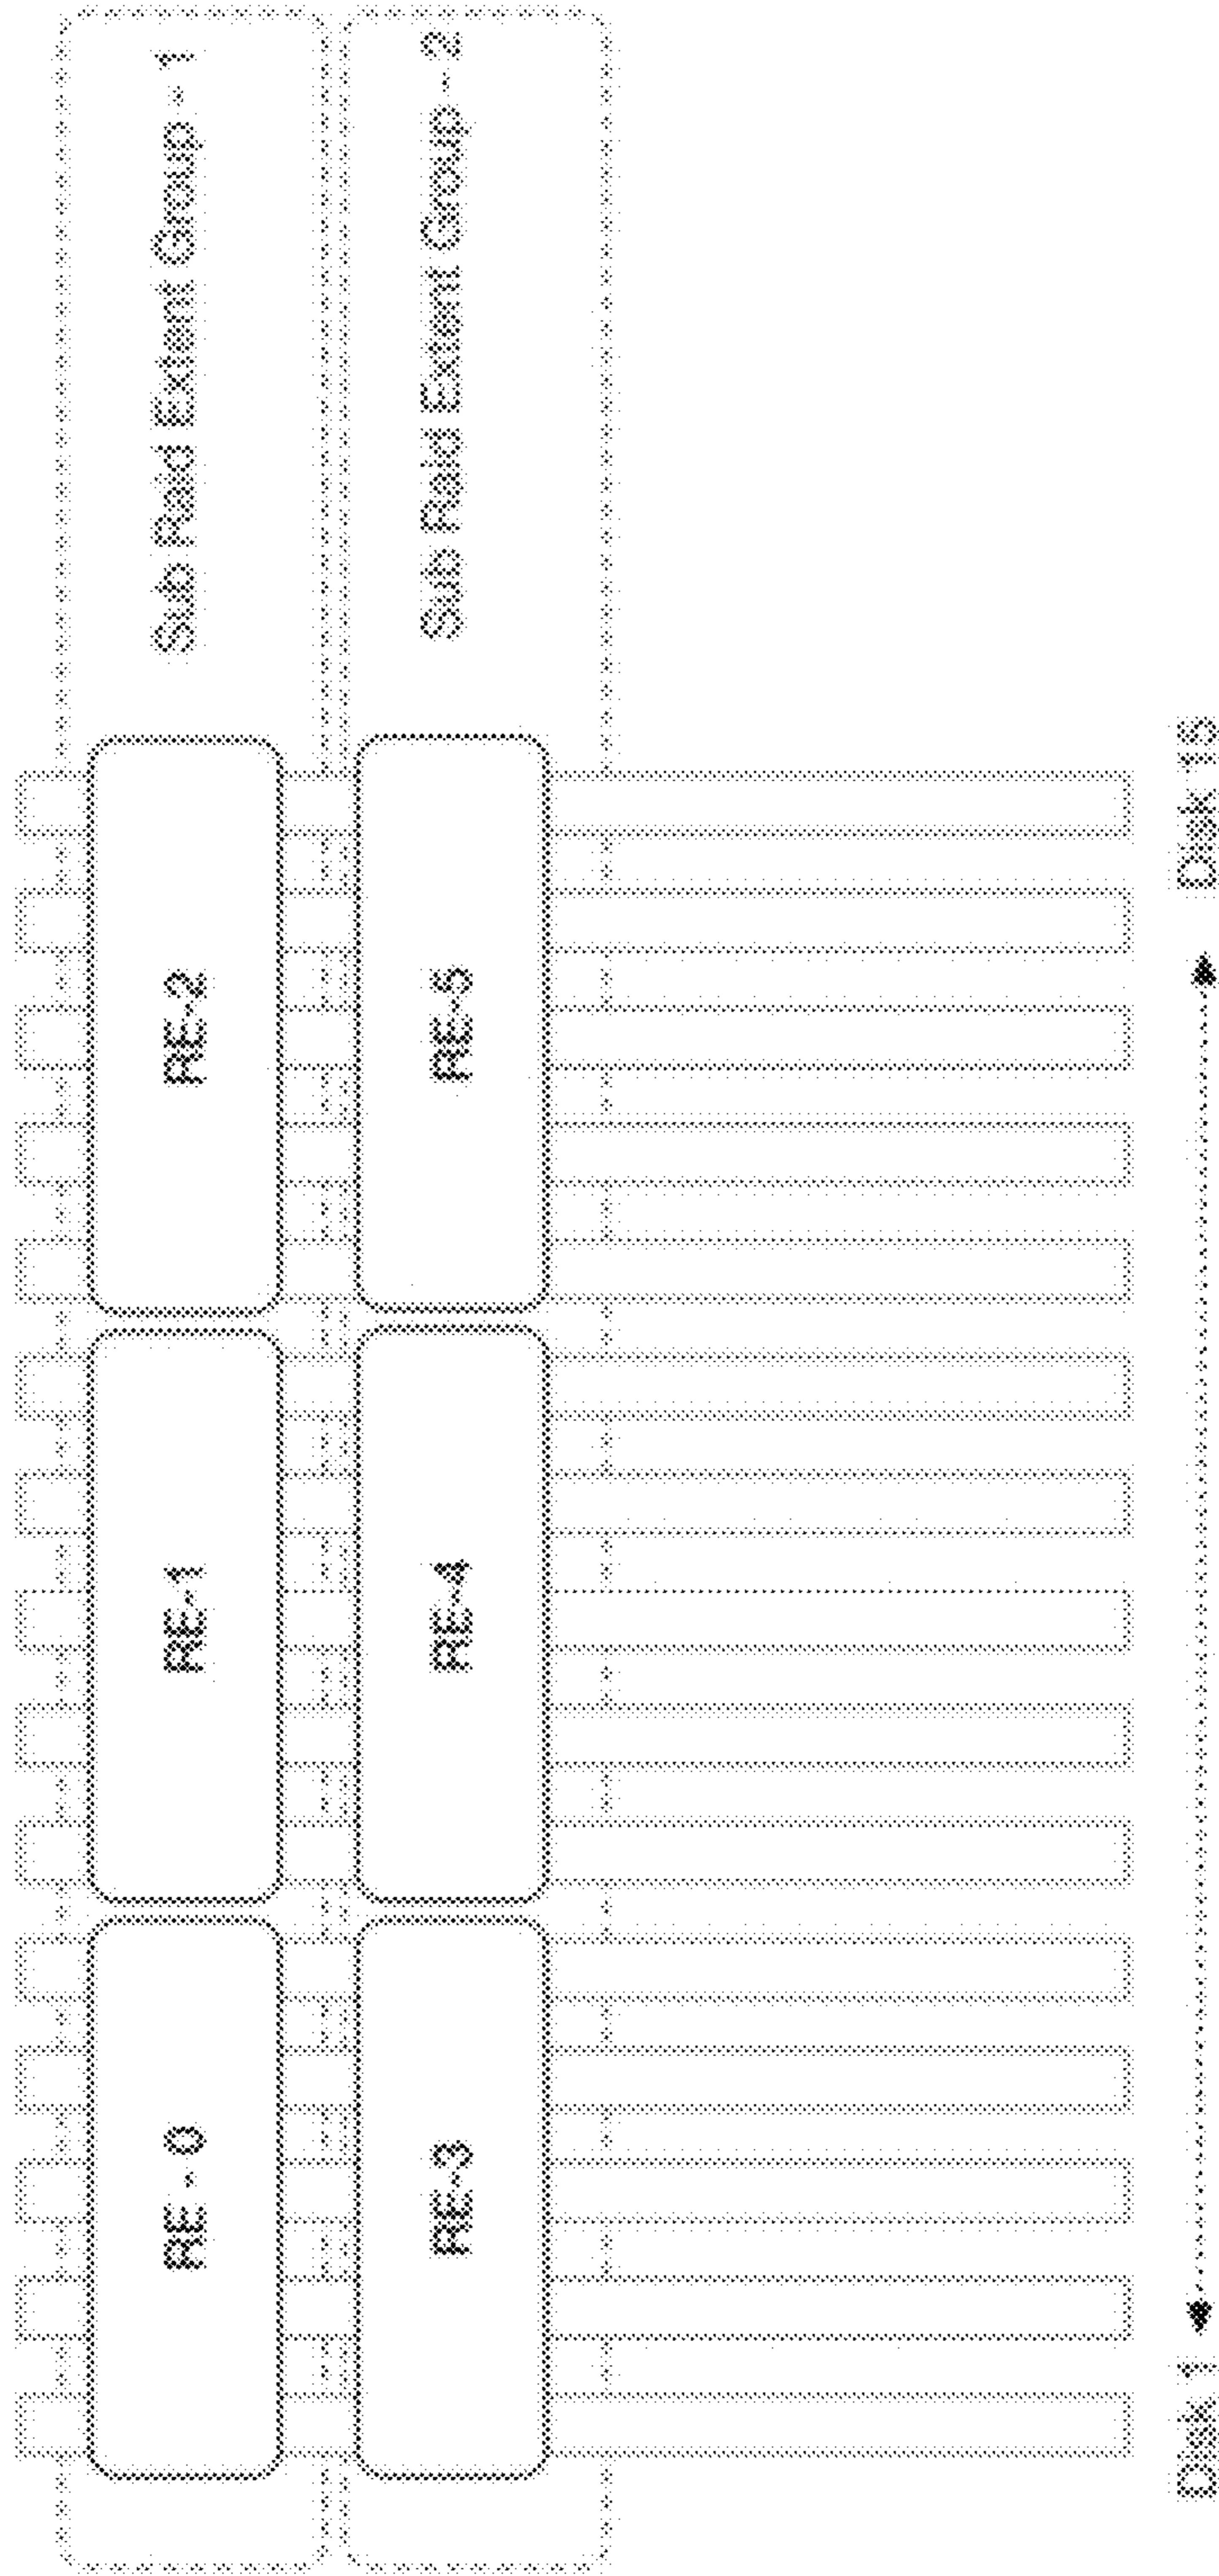 RE - 0
RE-1
RE-2
Sub Raid Extent Group - 1
RE-3
RE-4
RE-5
Sub Raid Extent Group - 2
Disk 1
Disk 15